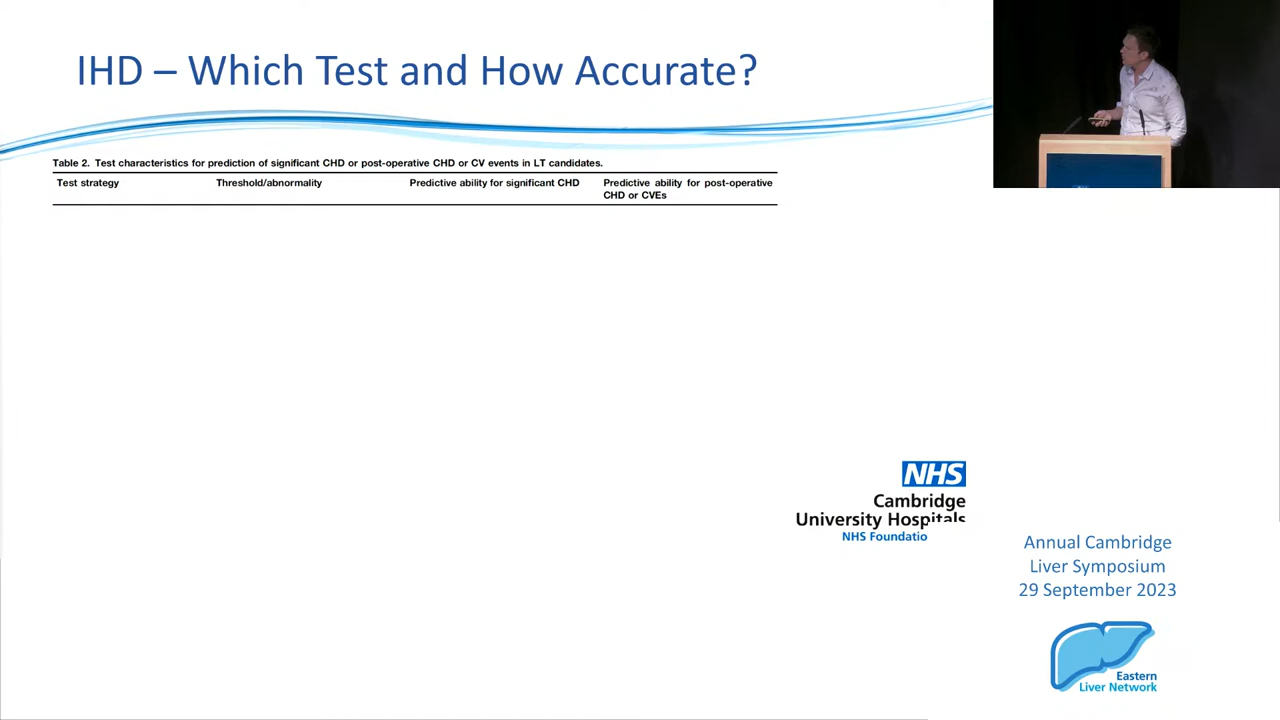 IHD – Which Test and How Accurate?
Table 2. Test characteristics for prediction of significant CHD or post-operative CHD or CV events in LT candidates.
Test strategy Threshold/abnormality Predictive ability for significant CHD Predictive ability for post-operative
CHD or CVEs
NHS
Cambridge
University Hospitals
NHS Foundatio
Annual Cambridge
Liver Symposium
29 September 2023
Eastern
Liver Network